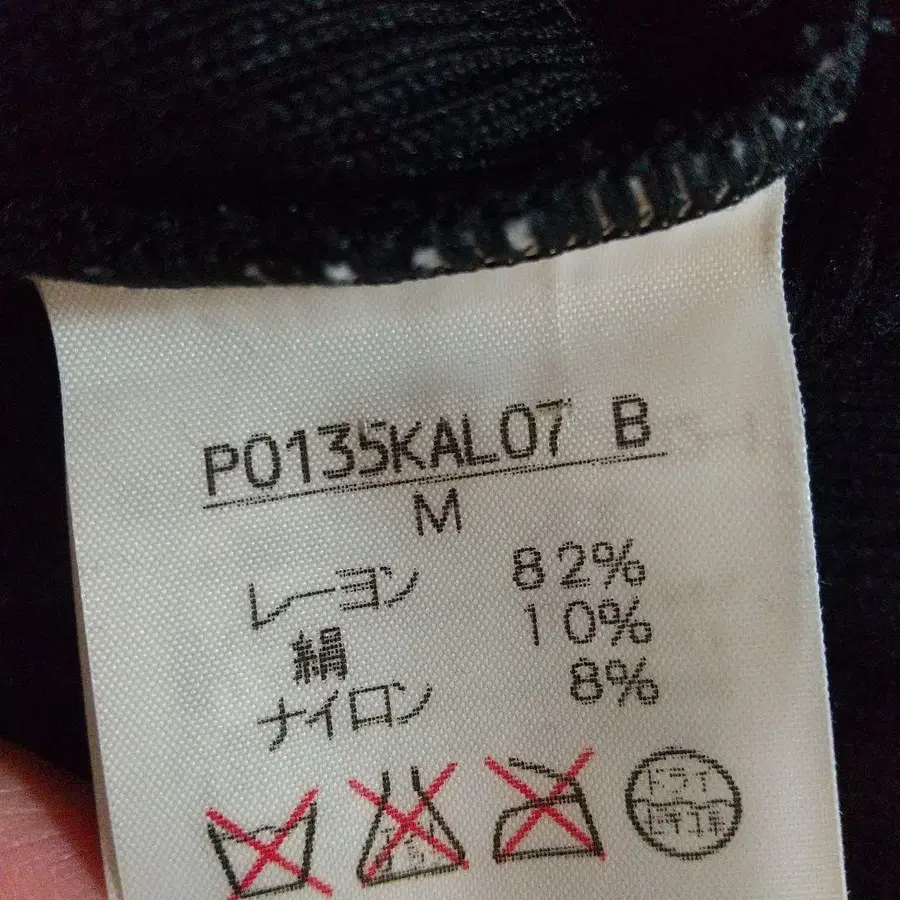 P0135KAL07 B
M
レーヨン 82%
絹 10%
ナイロン 8%
ドライ